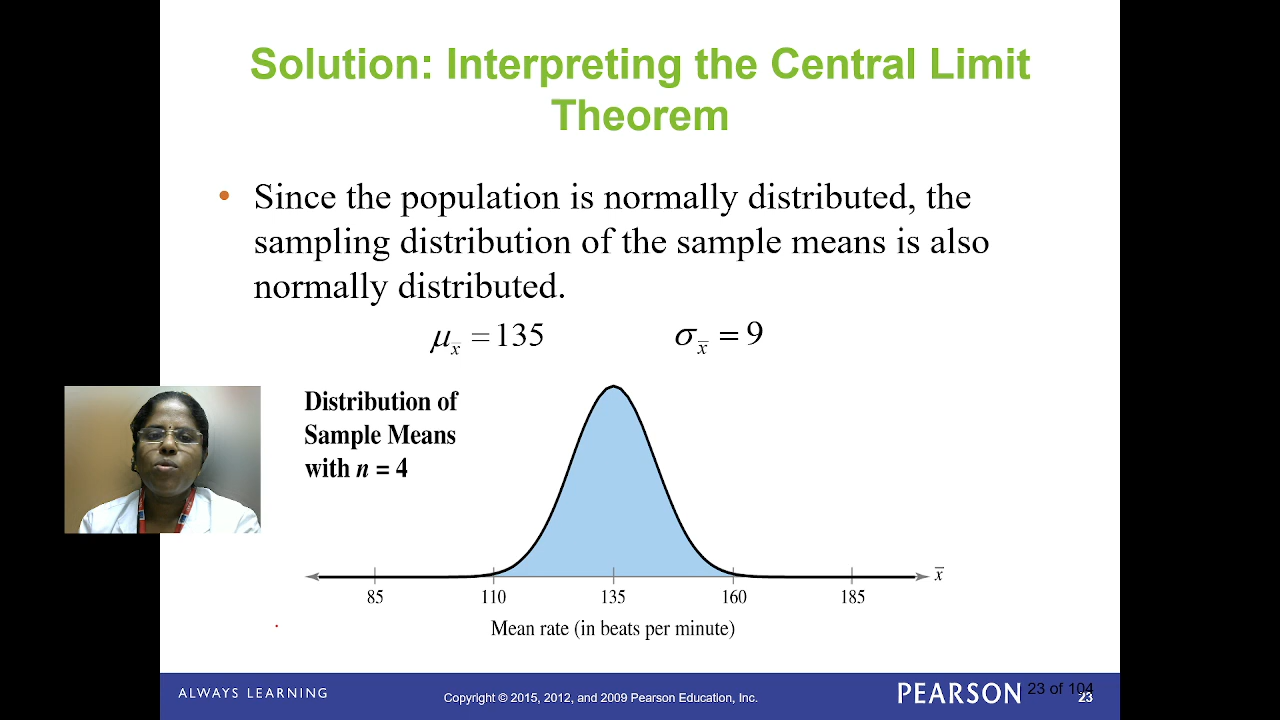 Solution: Interpreting the Central Limit
Theorem
• Since the population is normally distributed, the
sampling distribution of the sample means is also
normally distributed.
μx̅ = 135 σx̅ = 9
Distribution of
Sample Means
with n = 4
x̅
85 110 135 160 185
Mean rate (in beats per minute)
ALWAYS LEARNING
Copyright © 2015, 2012, and 2009 Pearson Education, Inc.
PEARSON
23 of 104
23